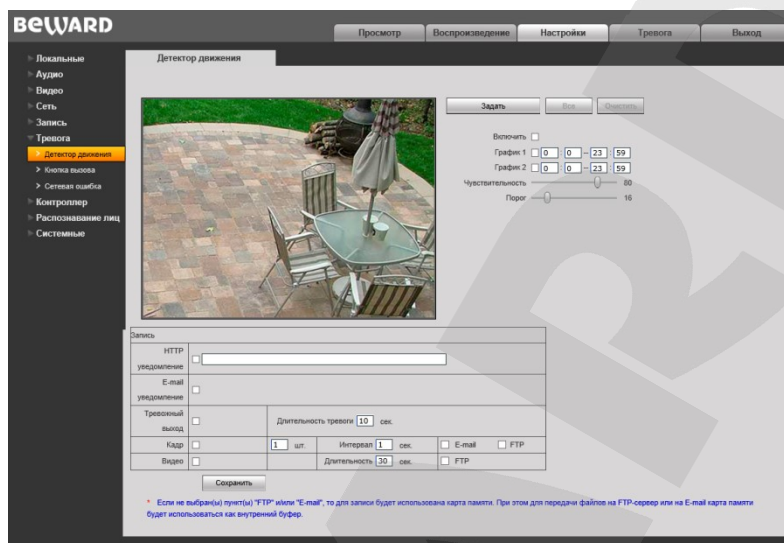 BEWARD
Просмотр Воспроизведение Настройки Тревога Выход
Локальные
Аудио
Видео
Сеть
Запись
Тревога
Детектор движения
Кнопка вызова
Сетевая ошибка
Контроллер
Распознавание лиц
Системные
Детектор движения
Задать Все Очистить
Включить
График 1 0 : 0 – 23 : 59
График 2 0 : 0 – 23 : 59
Чувствительность 80
Порог 16
Запись
HTTP
уведомление
E-mail
уведомление
Тревожный
выход
Длительность тревоги 10 сек.
Кадр 1 шт. Интервал 1 сек. E-mail FTP
Видео Длительность 30 сек. FTP
Сохранить
* Если не выбран(ы) пункт(ы) "FTP" и/или "E-mail", то для записи будет использована карта памяти. При этом для передачи файлов на FTP-сервер или на E-mail карта памяти
будет использоваться как внутренний буфер.